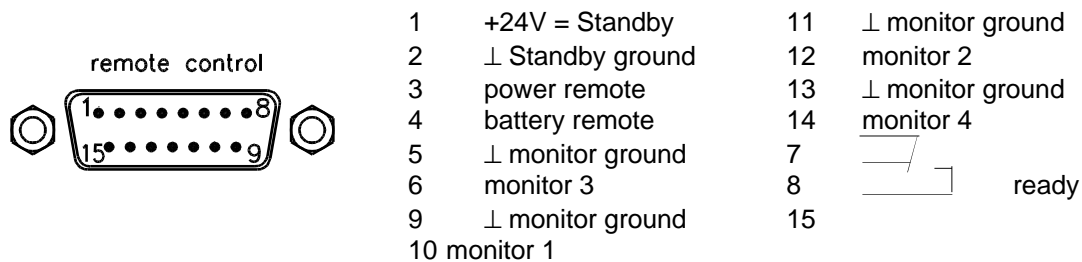 remote control
1 8
15 9
1 +24V = Standby
2 ⊥ Standby ground
3 power remote
4 battery remote
5 ⊥ monitor ground
6 monitor 3
9 ⊥ monitor ground
10 monitor 1
11 ⊥ monitor ground
12 monitor 2
13 ⊥ monitor ground
14 monitor 4
7
8 ready
15